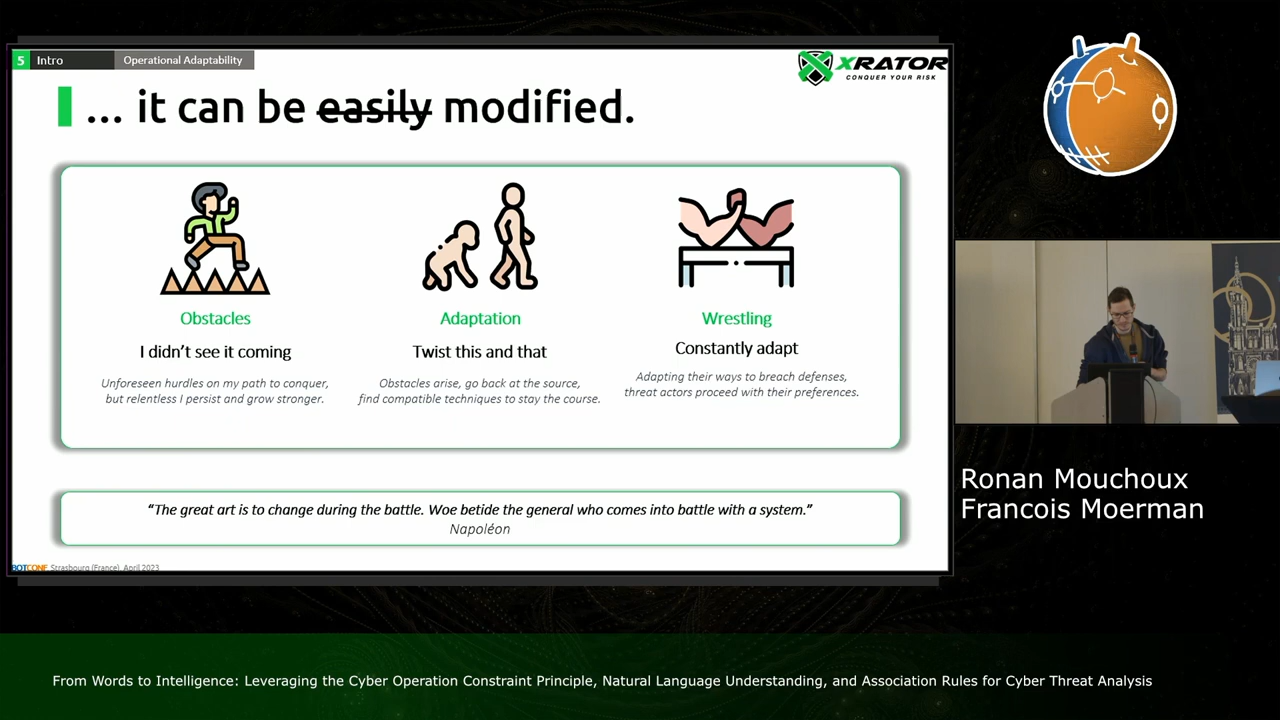 5 Intro Operational Adaptability
XRATOR
CONQUER YOUR RISK
... it can be easily modified.
Obstacles
I didn't see it coming
Unforeseen hurdles on my path to conquer,
but relentless I persist and grow stronger.
Adaptation
Twist this and that
Obstacles arise, go back at the source,
find compatible techniques to stay the course.
Wrestling
Constantly adapt
Adapting their ways to breach defenses,
threat actors proceed with their preferences.
“The great art is to change during the battle. Woe betide the general who comes into battle with a system.”
Napoléon
BOTCONF, Strasbourg (France), April 2023
Ronan Mouchoux
Francois Moerman
From Words to Intelligence: Leveraging the Cyber Operation Constraint Principle, Natural Language Understanding, and Association Rules for Cyber Threat Analysis